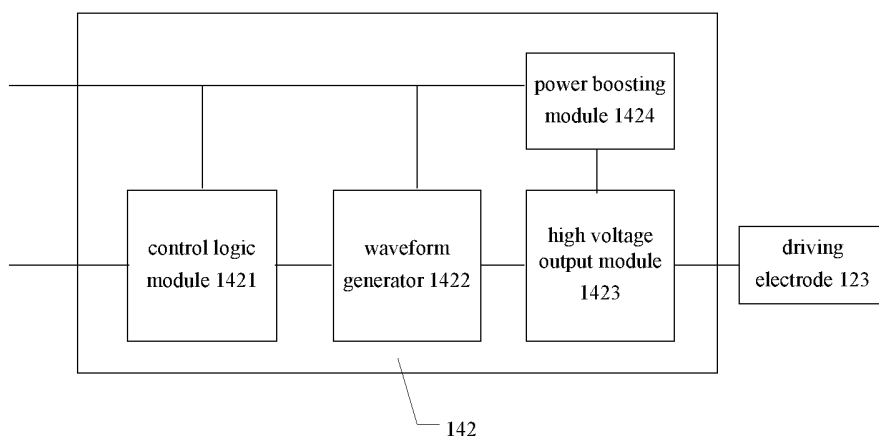 power boosting
module 1424
control logic
module 1421
waveform
generator 1422
high voltage
output module
1423
driving
electrode 123
142